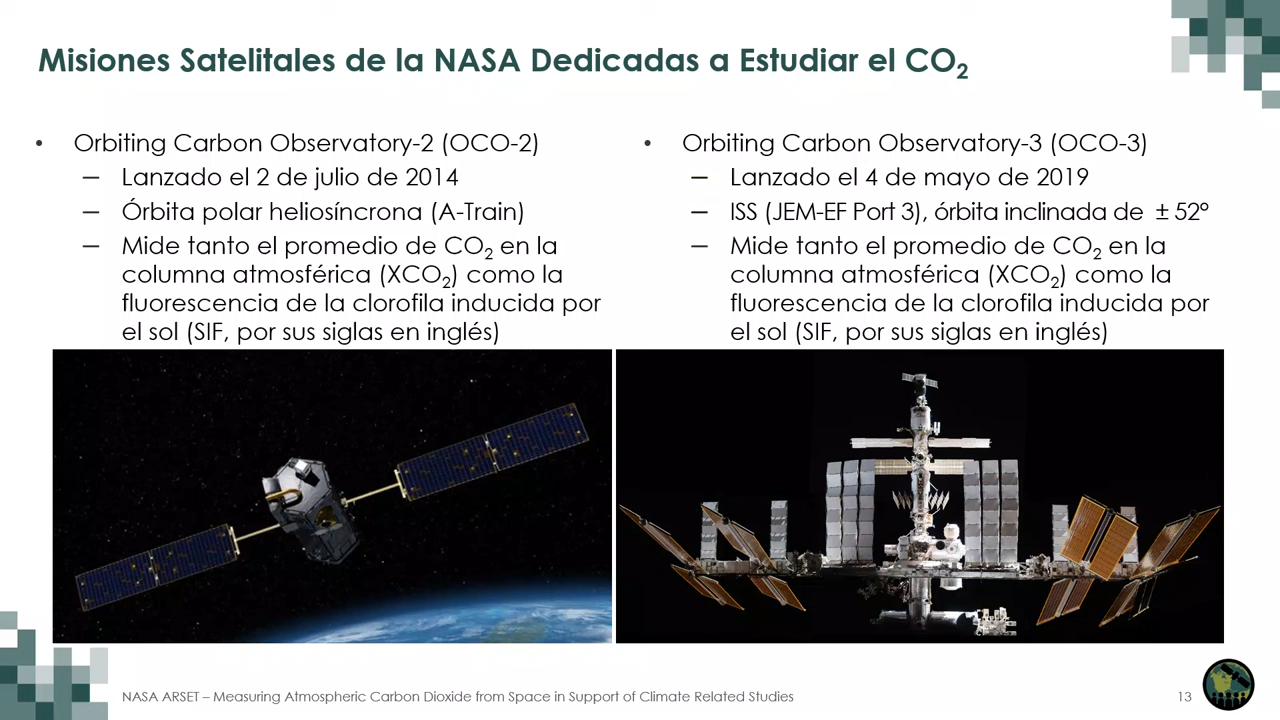 Misiones Satelitales de la NASA Dedicadas a Estudiar el CO₂
• Orbiting Carbon Observatory-2 (OCO-2)
— Lanzado el 2 de julio de 2014
— Órbita polar heliosíncrona (A-Train)
— Mide tanto el promedio de CO₂ en la
columna atmosférica (XCO₂) como la
fluorescencia de la clorofila inducida por
el sol (SIF, por sus siglas en inglés)
• Orbiting Carbon Observatory-3 (OCO-3)
— Lanzado el 4 de mayo de 2019
— ISS (JEM-EF Port 3), órbita inclinada de ± 52°
— Mide tanto el promedio de CO₂ en la
columna atmosférica (XCO₂) como la
fluorescencia de la clorofila inducida por
el sol (SIF, por sus siglas en inglés)
NASA ARSET – Measuring Atmospheric Carbon Dioxide from Space in Support of Climate Related Studies
13